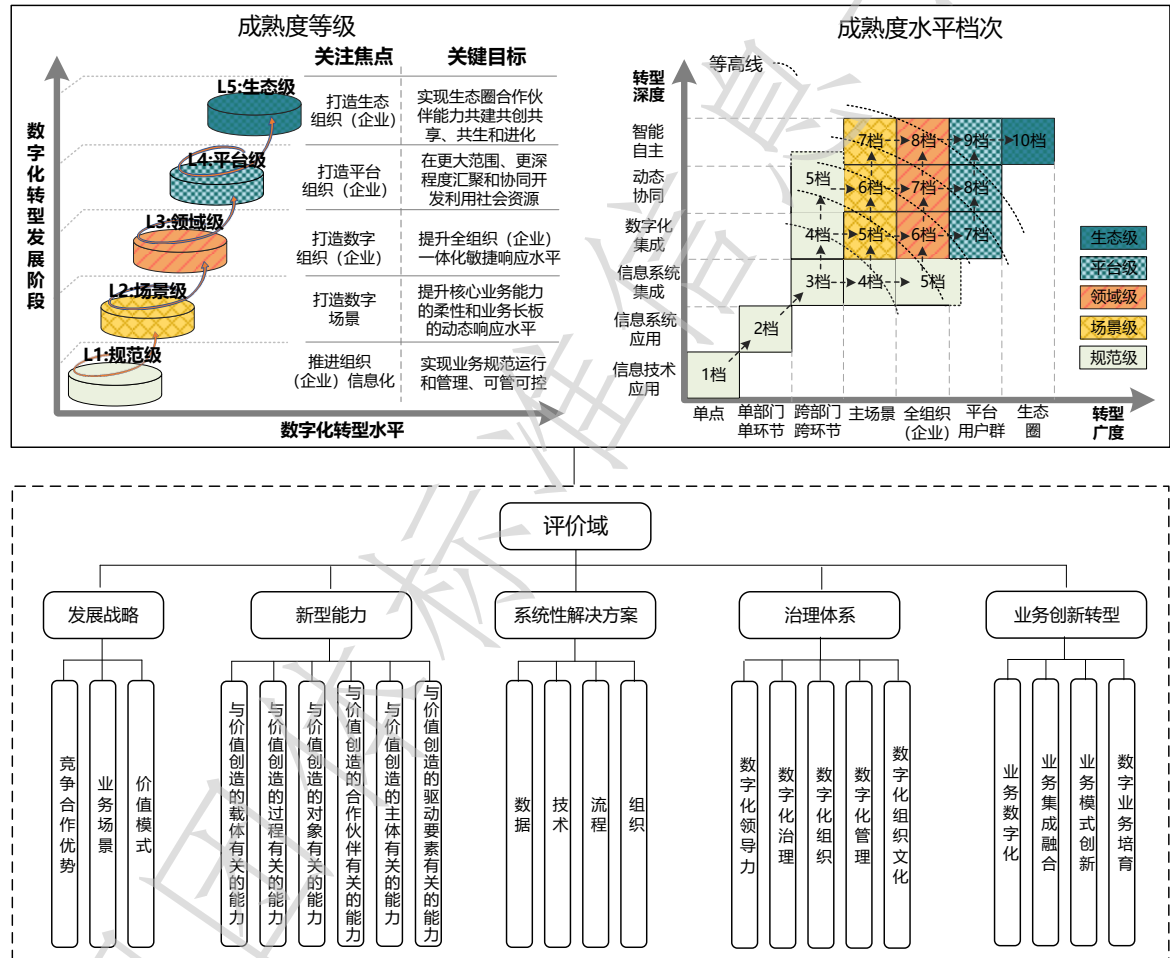 成熟度等级
关注焦点
关键目标
数字化转型发展阶段
L5:生态级
打造生态
组织（企业）
实现生态圈合作伙
伴能力共建共创共
享、共生和进化
L4:平台级
打造平台
组织（企业）
在更大范围、更深
程度汇聚和协同开
发利用社会资源
L3:领域级
打造数字
组织（企业）
提升全组织（企业）
一体化敏捷响应水平
L2:场景级
打造数字
场景
提升核心业务能力
的柔性和业务长板
的动态响应水平
L1:规范级
推进组织
（企业）信息化
实现业务规范运行
和管理、可管可控
数字化转型水平
成熟度水平档次
转型
深度
等高线
智能
自主
7档
8档
9档
10档
动态
协同
5档
6档
7档
8档
数字化
集成
4档
5档
6档
7档
信息系统
集成
3档
4档
5档
信息系统
应用
2档
信息技术
应用
1档
生态级
平台级
领域级
场景级
规范级
单点
单部门
单环节
跨部门
跨环节
主场景
全组织
（企业）
平台
用户群
生态
圈
转型
广度
评价域
发展战略
新型能力
系统性解决方案
治理体系
业务创新转型
竞争合作优势
业务场景
价值模式
与价值创造的载体有关的能力
与价值创造的过程有关的能力
与价值创造的对象有关的能力
与价值创造的合作伙伴有关的能力
与价值创造的主体有关的能力
与价值创造的驱动要素有关的能力
数据
技术
流程
组织
数字化领导力
数字化治理
数字化组织
数字化管理
数字化组织文化
业务数字化
业务集成融合
业务模式创新
数字业务培育